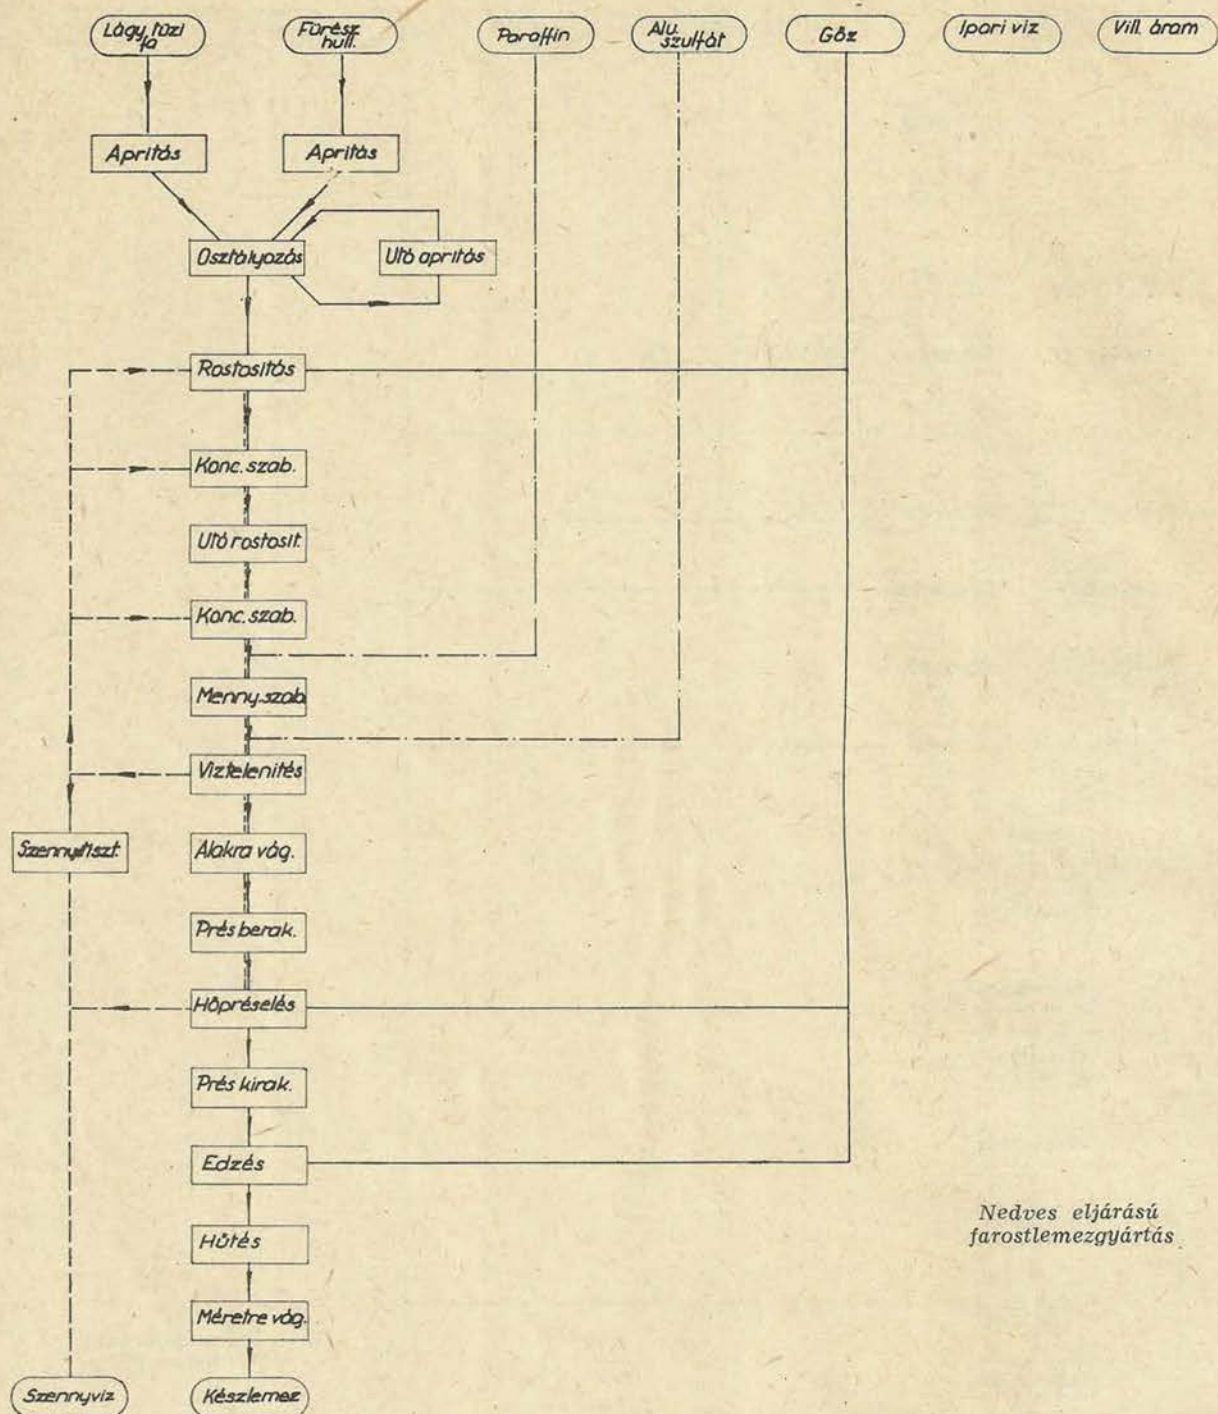 Lágy, tűzi
fa
Fűrész
hull.
Paraffin
Alu.
szulfát
Gőz
Ipari víz
Vill. áram
Aprítás
Aprítás
Osztályozás
Utó aprítás
Rostosítás
Konc. szab.
Utó rostosít.
Konc. szab.
Menny. szab.
Víztelenítés
Szennytiszt.
Alakra vág.
Prés berak.
Hőpréselés
Prés kirak.
Edzés
Hűtés
Méretre vág.
Szennyvíz
Készlemez
Nedves eljárású
farostlemezgyártás